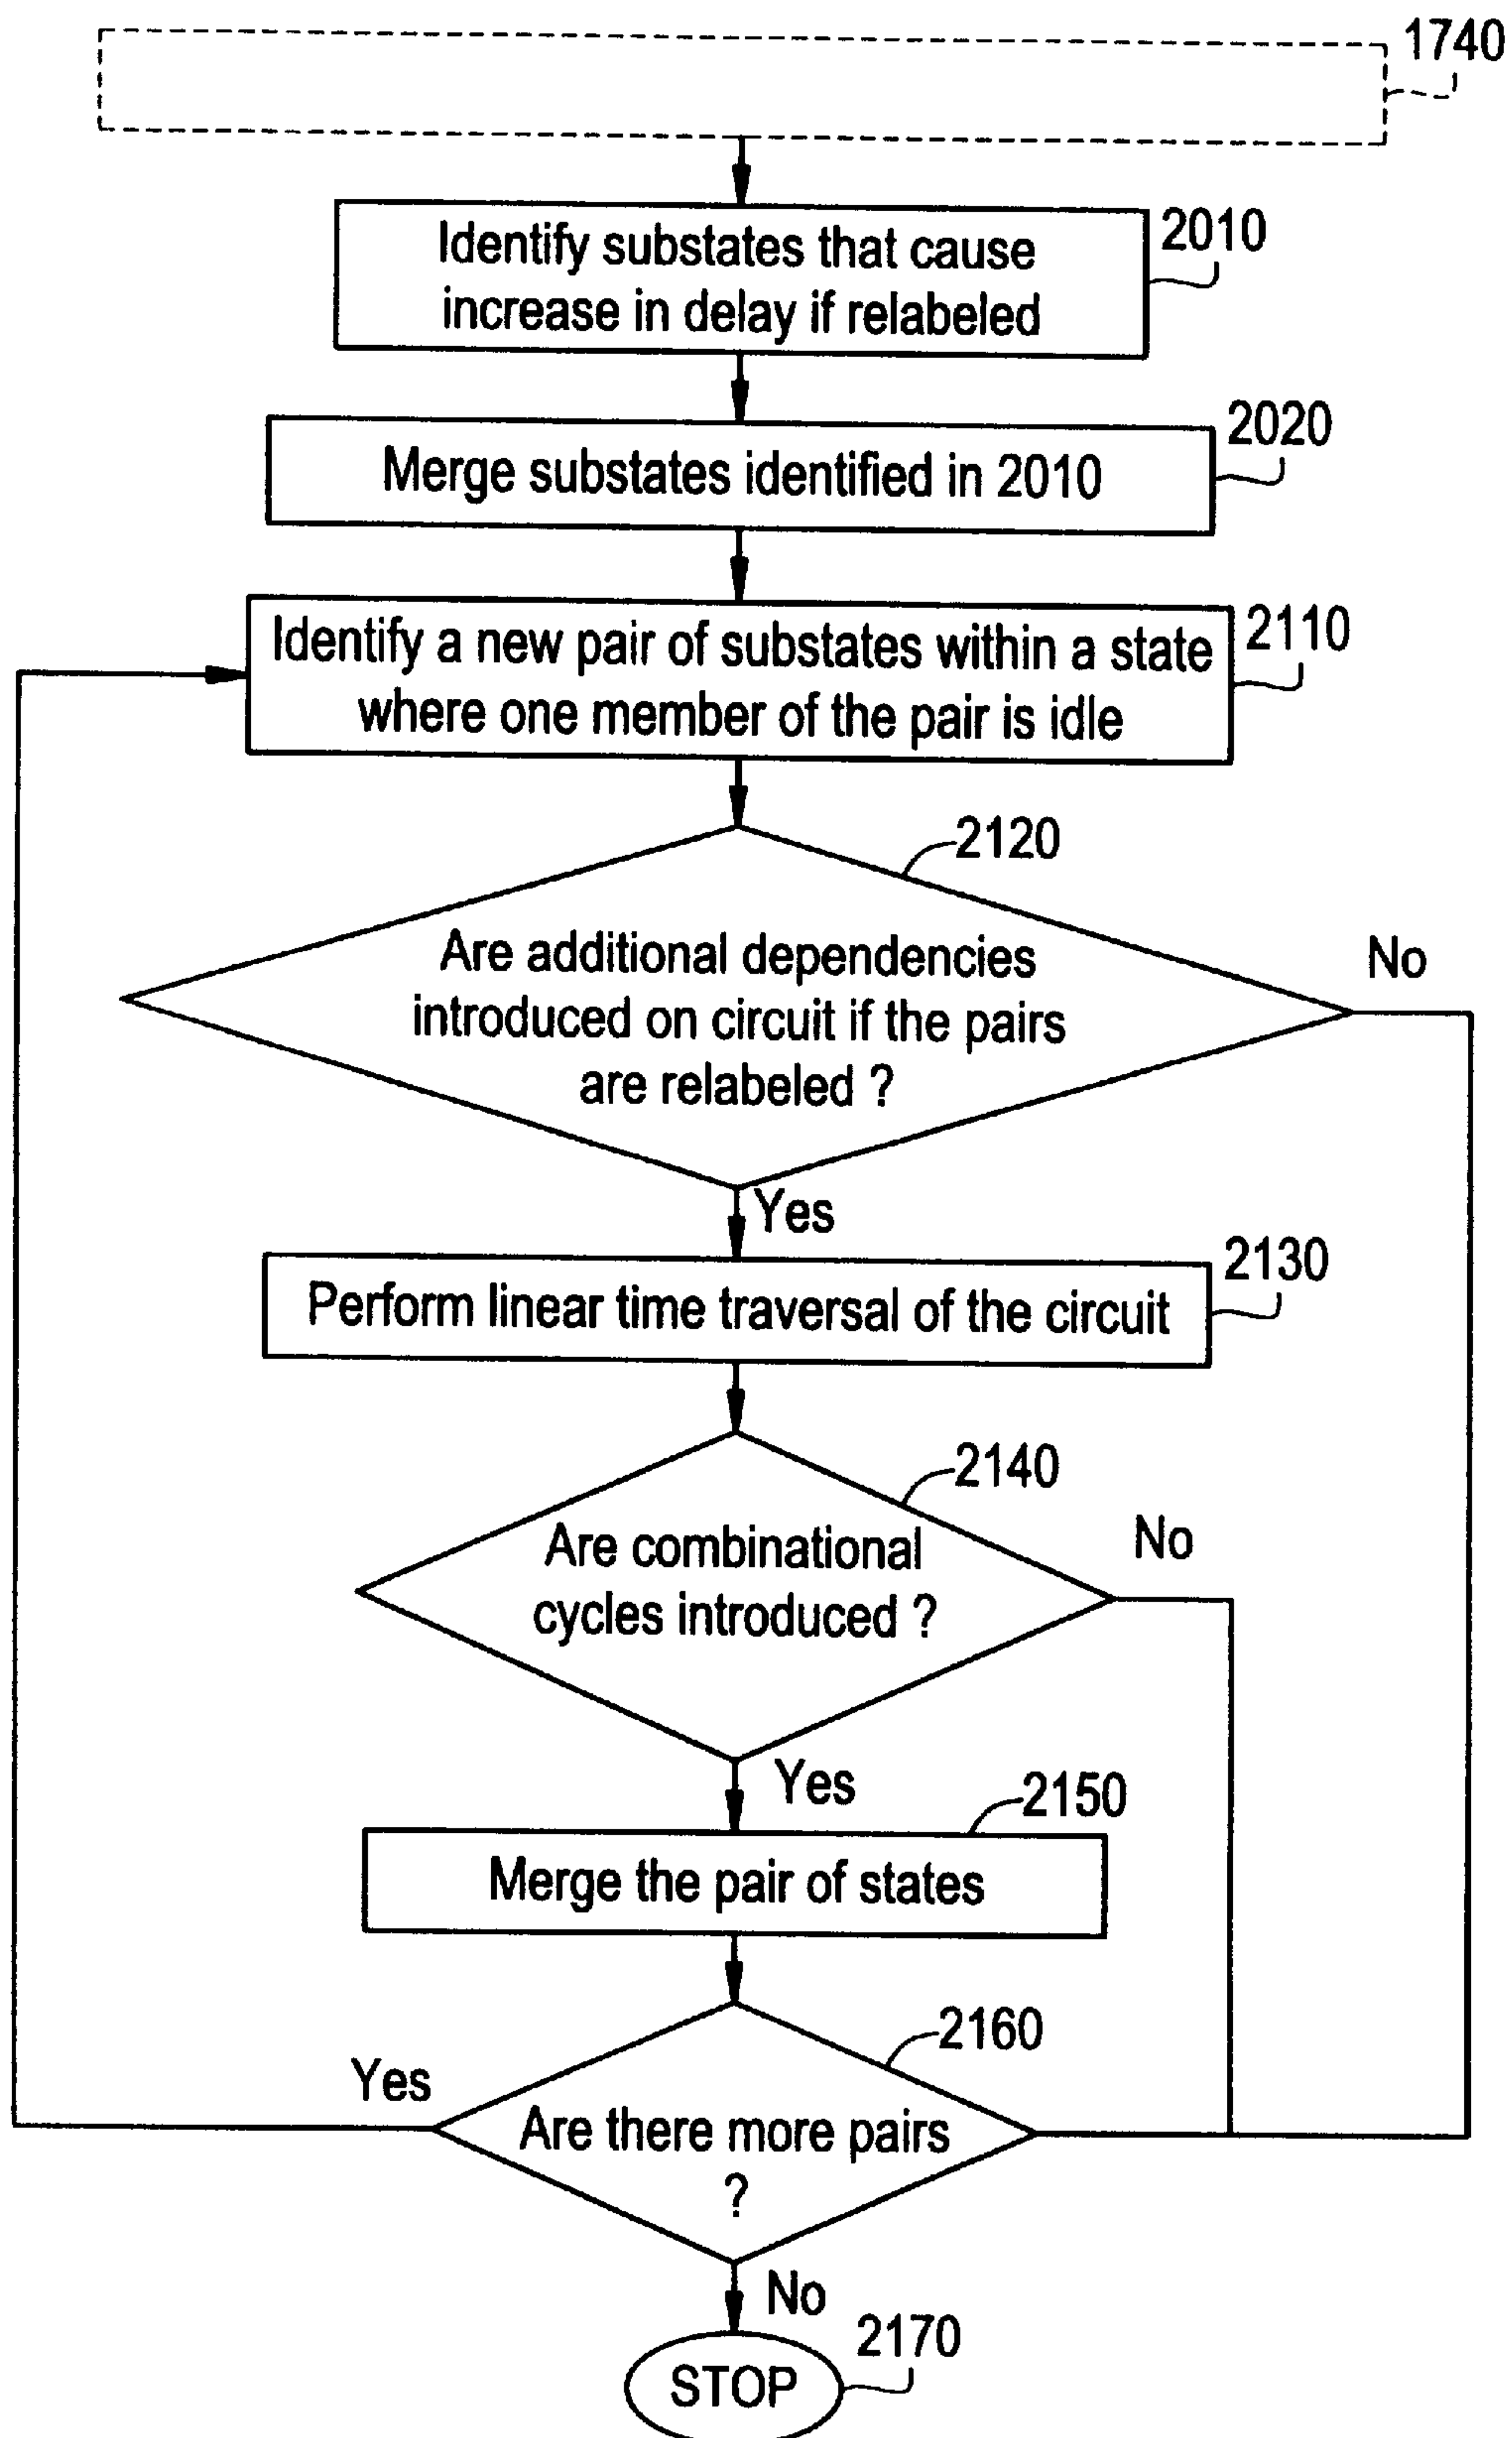 1740
Identify substates that cause
increase in delay if relabeled
2010
Merge substates identified in 2010
2020
Identify a new pair of substates within a state
where one member of the pair is idle
2110
2120
Are additional dependencies
introduced on circuit if the pairs
are relabeled ?
No
Yes
Perform linear time traversal of the circuit
2130
2140
Are combinational
cycles introduced ?
No
Yes
2150
Merge the pair of states
2160
Yes
Are there more pairs
?
No
2170
STOP